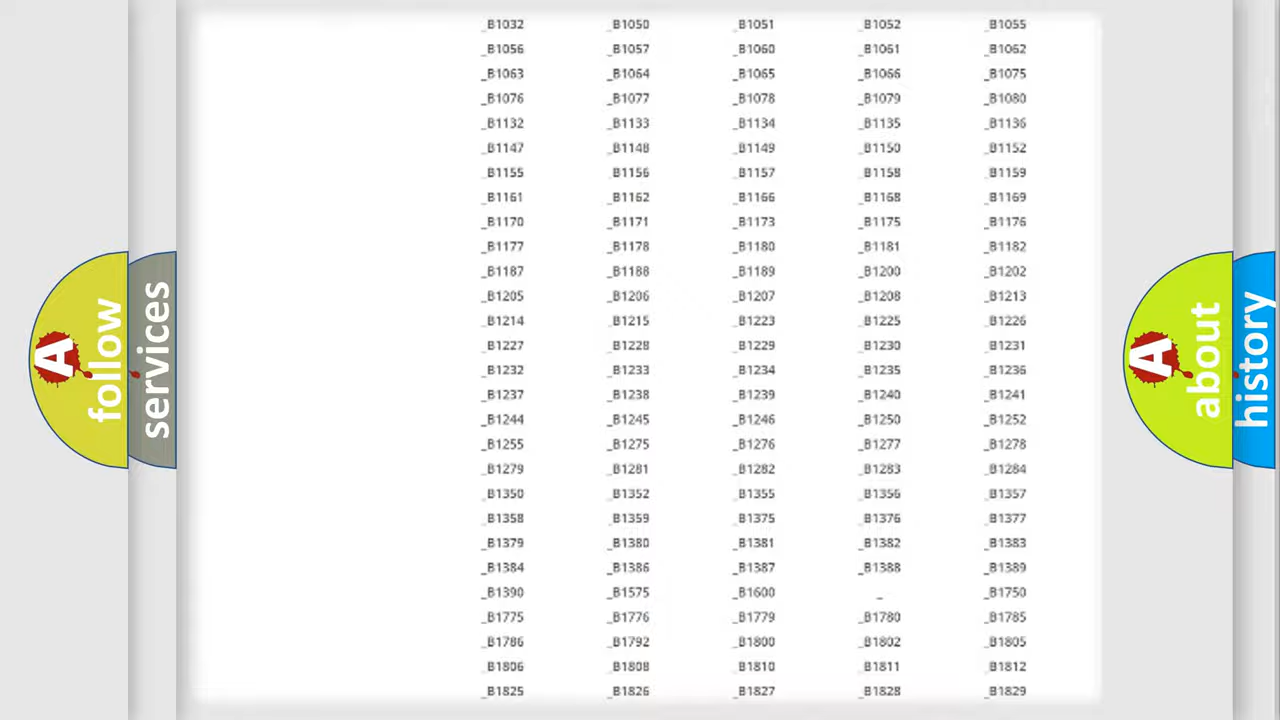 _B1032 _B1050 _B1051 _B1052 _B1055
_B1056 _B1057 _B1060 _B1061 _B1062
_B1063 _B1064 _B1065 _B1066 _B1075
_B1076 _B1077 _B1078 _B1079 _B1080
_B1132 _B1133 _B1134 _B1135 _B1136
_B1147 _B1148 _B1149 _B1150 _B1152
_B1155 _B1156 _B1157 _B1158 _B1159
_B1161 _B1162 _B1166 _B1168 _B1169
_B1170 _B1171 _B1173 _B1175 _B1176
_B1177 _B1178 _B1180 _B1181 _B1182
_B1187 _B1188 _B1189 _B1200 _B1202
_B1205 _B1206 _B1207 _B1208 _B1213
_B1214 _B1215 _B1223 _B1225 _B1226
_B1227 _B1228 _B1229 _B1230 _B1231
_B1232 _B1233 _B1234 _B1235 _B1236
_B1237 _B1238 _B1239 _B1240 _B1241
_B1244 _B1245 _B1246 _B1250 _B1252
_B1255 _B1275 _B1276 _B1277 _B1278
_B1279 _B1281 _B1282 _B1283 _B1284
_B1350 _B1352 _B1355 _B1356 _B1357
_B1358 _B1359 _B1375 _B1376 _B1377
_B1379 _B1380 _B1381 _B1382 _B1383
_B1384 _B1386 _B1387 _B1388 _B1389
_B1390 _B1575 _B1600 _ _B1750
_B1775 _B1776 _B1779 _B1780 _B1785
_B1786 _B1792 _B1800 _B1802 _B1805
_B1806 _B1808 _B1810 _B1811 _B1812
_B1825 _B1826 _B1827 _B1828 _B1829
A
follow
services
A
about
history